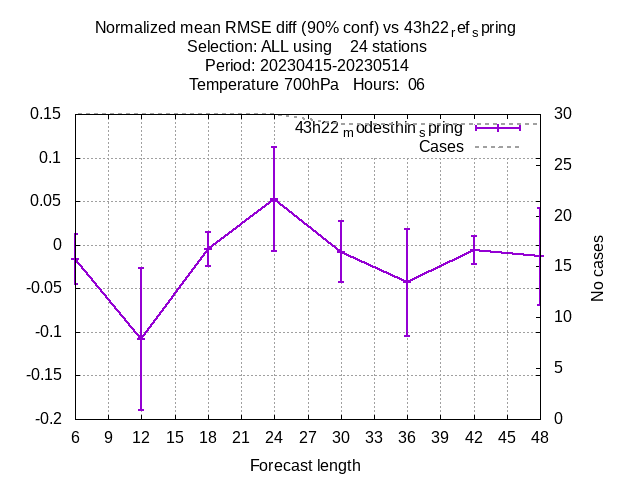 Normalized mean RMSE diff (90% conf) vs 43h22refspring
Selection: ALL using 24 stations
Period: 20230415-20230514
Temperature 700hPa Hours: 06
43h22modesthinspring
Cases
0.15
0.1
0.05
0
-0.05
-0.1
-0.15
-0.2
30
25
20
15
10
5
0
No cases
6 9 12 15 18 21 24 27 30 33 36 39 42 45 48
Forecast length